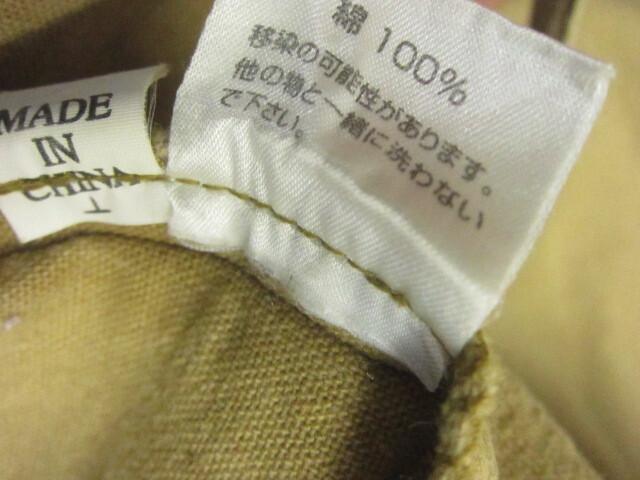 MADE
IN
CHINA
綿 100%
移染の可能性があります。
他の物と一緒に洗わない
で下さい。